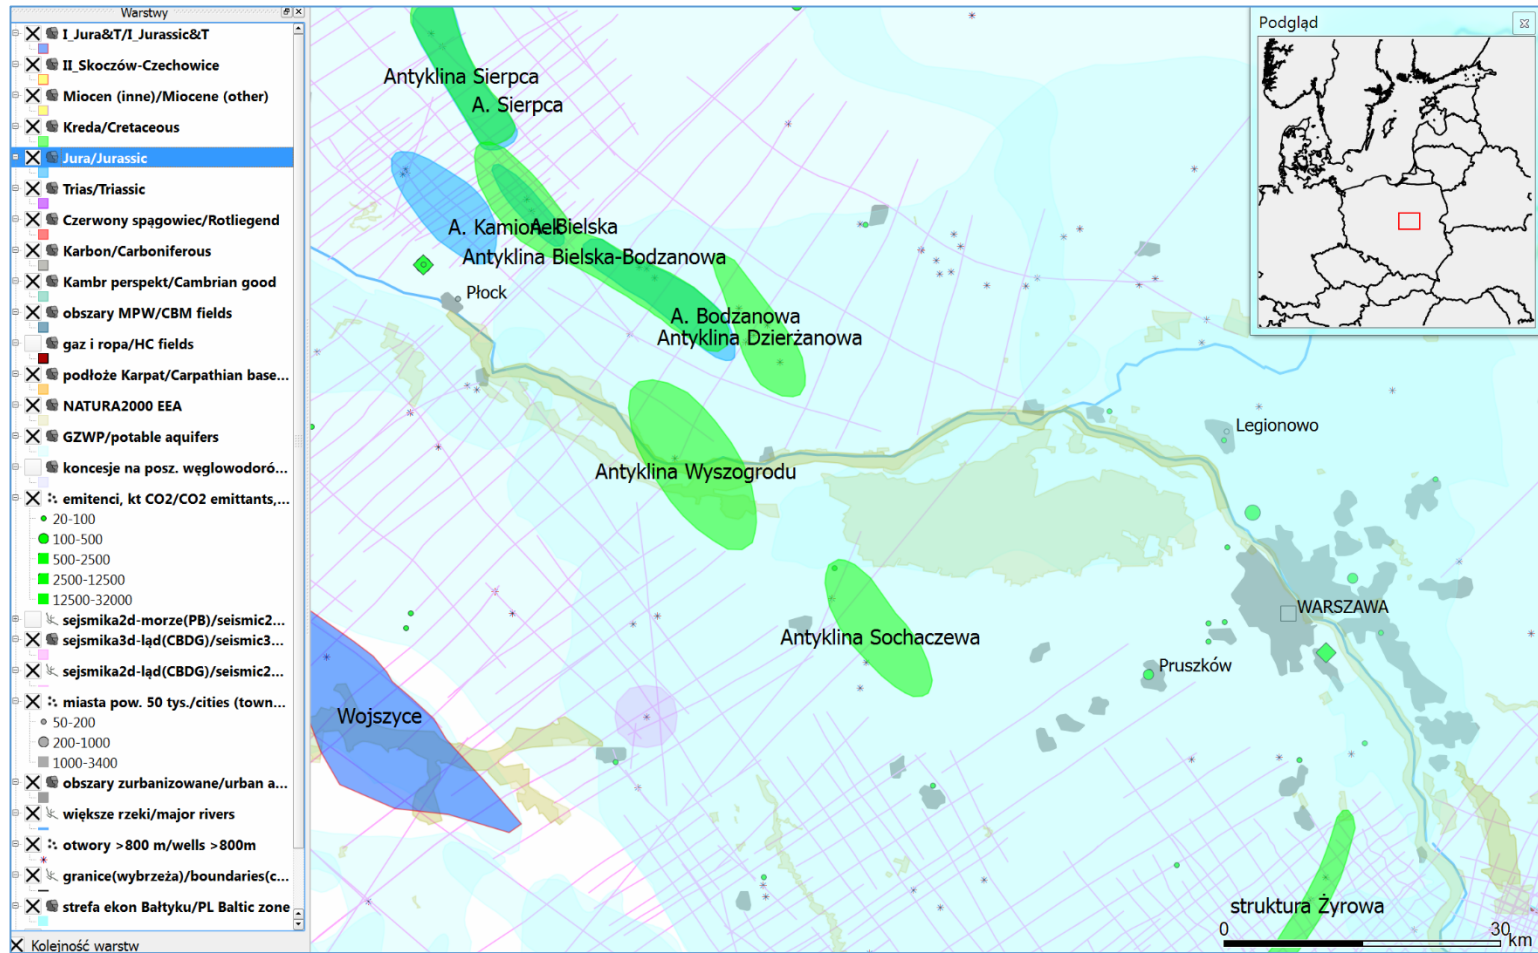 Warstwy
I_Jura&T/I_Jurassic&T
II_Skoczów-Czechowice
Miocen (inne)/Miocene (other)
Kreda/Cretaceous
Jura/Jurassic
Trias/Triassic
Czerwony spągowiec/Rotliegend
Karbon/Carboniferous
Kambr perspekt/Cambrian good
obszary MPW/CBM fields
gaz i ropa/HC fields
podłoże Karpat/Carpathian base...
NATURA2000 EEA
GZWP/potable aquifers
koncesje na posz. węglowodoró...
emitenci, kt CO2/CO2 emittants,...
20-100
100-500
500-2500
2500-12500
12500-32000
sejsmika2d-morze(PB)/seismic2...
sejsmika3d-ląd(CBDG)/seismic3...
sejsmika2d-ląd(CBDG)/seismic2...
miasta pow. 50 tys./cities (town...
50-200
200-1000
1000-3400
obszary zurbanizowane/urban a...
większe rzeki/major rivers
otwory >800 m/wells >800m
granice(wybrzeża)/boundaries(c...
strefa ekon Bałtyku/PL Baltic zone
Kolejność warstw
Antyklina Sierpca
A. Sierpca
A. Kamionek
A. Bielska
Antyklina Bielska-Bodzanowa
Płock
A. Bodzanowa
Antyklina Dzierżanowa
Antyklina Wyszogrodu
Legionowo
WARSZAWA
Antyklina Sochaczewa
Pruszków
Wojszyce
struktura Żyrowa
0 30
km
Podgląd